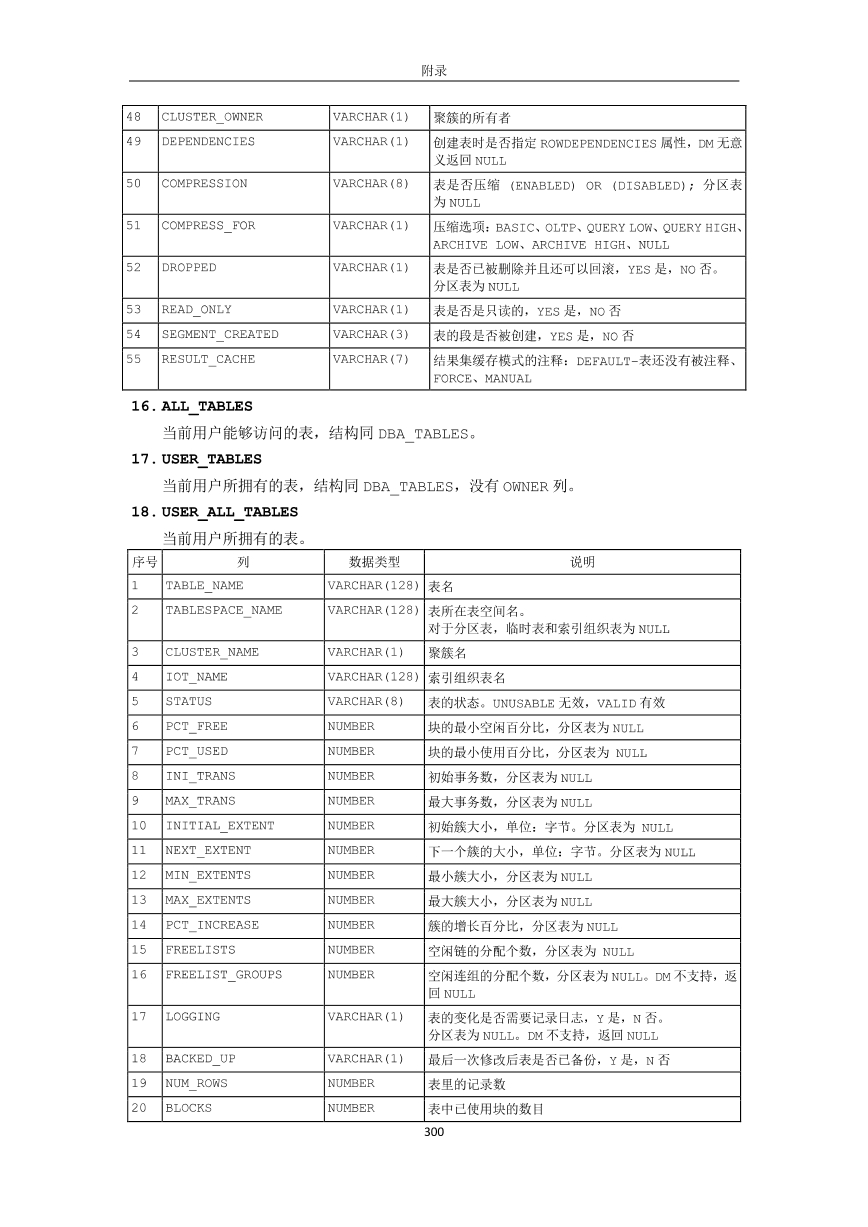 附录
48 CLUSTER_OWNER VARCHAR(1) 聚簇的所有者
49 DEPENDENCIES VARCHAR(1) 创建表时是否指定 ROWDEPENDENCIES 属性，DM 无意
义返回 NULL
50 COMPRESSION VARCHAR(8) 表是否压缩 (ENABLED) OR (DISABLED); 分区表
为 NULL
51 COMPRESS_FOR VARCHAR(1) 压缩选项：BASIC、OLTP、QUERY LOW、QUERY HIGH、
ARCHIVE LOW、ARCHIVE HIGH、NULL
52 DROPPED VARCHAR(1) 表是否已被删除并且还可以回滚，YES 是，NO 否。
分区表为 NULL
53 READ_ONLY VARCHAR(1) 表是否是只读的，YES 是，NO 否
54 SEGMENT_CREATED VARCHAR(3) 表的段是否被创建，YES 是，NO 否
55 RESULT_CACHE VARCHAR(7) 结果集缓存模式的注释：DEFAULT-表还没有被注释、
FORCE、MANUAL
16. ALL_TABLES
当前用户能够访问的表，结构同 DBA_TABLES。
17. USER_TABLES
当前用户所拥有的表，结构同 DBA_TABLES，没有 OWNER 列。
18. USER_ALL_TABLES
当前用户所拥有的表。
序号 列 数据类型 说明
1 TABLE_NAME VARCHAR(128) 表名
2 TABLESPACE_NAME VARCHAR(128) 表所在表空间名。
对于分区表，临时表和索引组织表为 NULL
3 CLUSTER_NAME VARCHAR(1) 聚簇名
4 IOT_NAME VARCHAR(128) 索引组织表名
5 STATUS VARCHAR(8) 表的状态。UNUSABLE 无效，VALID 有效
6 PCT_FREE NUMBER 块的最小空闲百分比，分区表为 NULL
7 PCT_USED NUMBER 块的最小使用百分比，分区表为 NULL
8 INI_TRANS NUMBER 初始事务数，分区表为 NULL
9 MAX_TRANS NUMBER 最大事务数，分区表为 NULL
10 INITIAL_EXTENT NUMBER 初始簇大小，单位：字节。分区表为 NULL
11 NEXT_EXTENT NUMBER 下一个簇的大小，单位：字节。分区表为 NULL
12 MIN_EXTENTS NUMBER 最小簇大小，分区表为 NULL
13 MAX_EXTENTS NUMBER 最大簇大小，分区表为 NULL
14 PCT_INCREASE NUMBER 簇的增长百分比，分区表为 NULL
15 FREELISTS NUMBER 空闲链的分配个数，分区表为 NULL
16 FREELIST_GROUPS NUMBER 空闲连组的分配个数，分区表为 NULL。DM 不支持，返
回 NULL
17 LOGGING VARCHAR(1) 表的变化是否需要记录日志，Y 是，N 否。
分区表为 NULL。DM 不支持，返回 NULL
18 BACKED_UP VARCHAR(1) 最后一次修改后表是否已备份，Y 是，N 否
19 NUM_ROWS NUMBER 表里的记录数
20 BLOCKS NUMBER 表中已使用块的数目
300